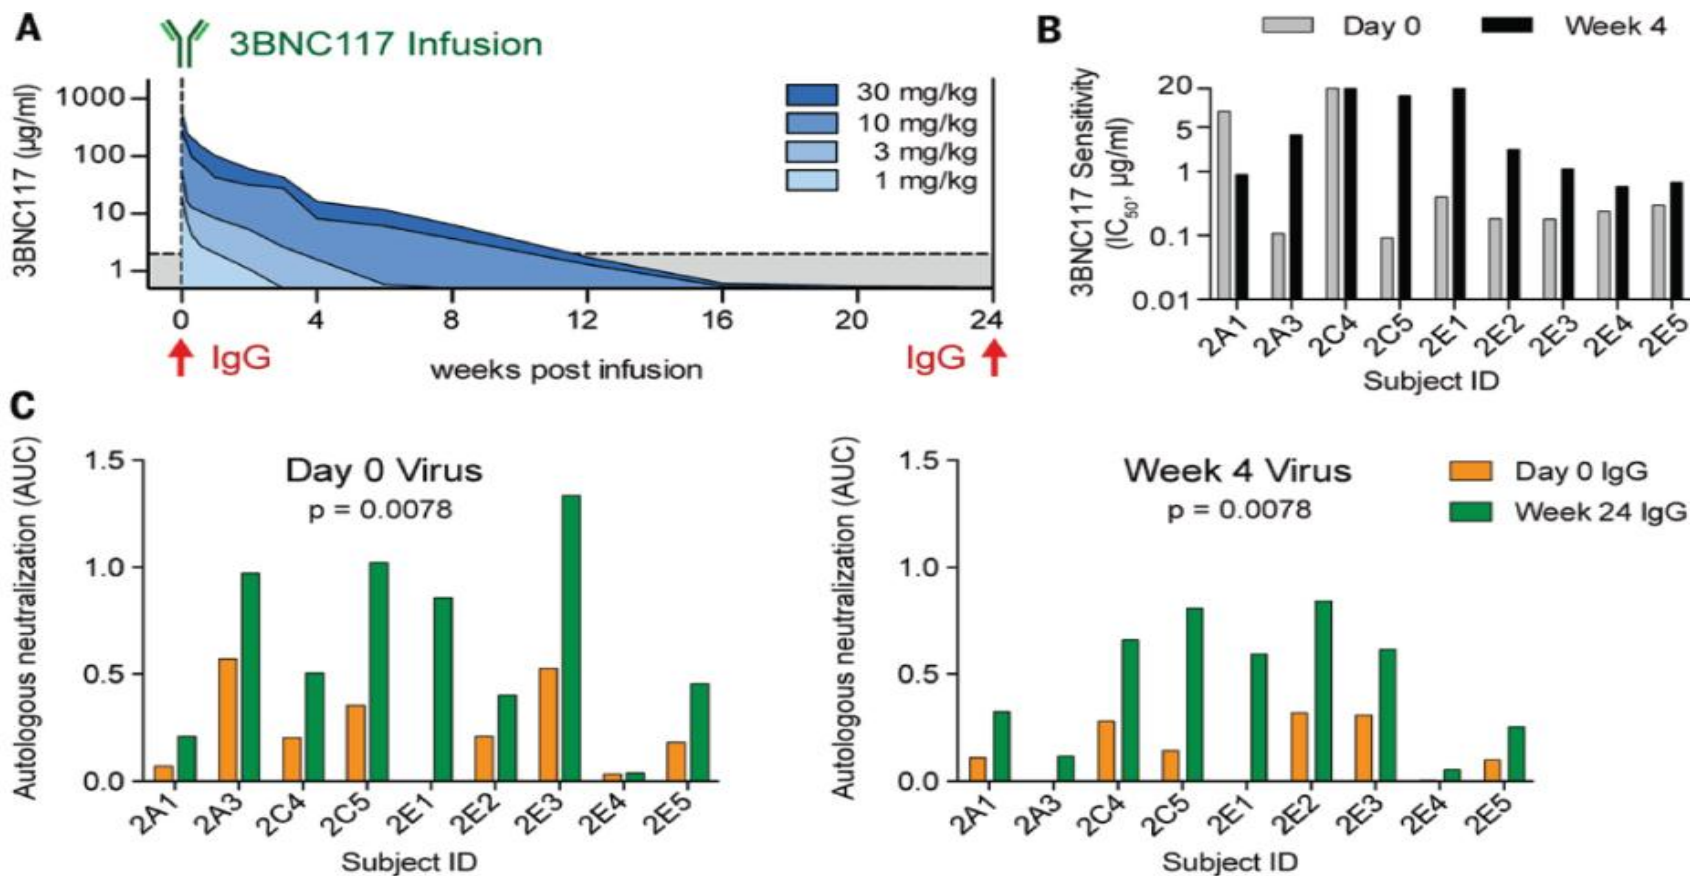 A
3BNC117 Infusion
3BNC117 (µg/ml)
1000
100
10
1
30 mg/kg
10 mg/kg
3 mg/kg
1 mg/kg
0 4 8 12 16 20 24
IgG
weeks post infusion
IgG
B
Day 0 Week 4
3BNC117 Sensitivity
(IC50, µg/ml)
20
5
1
0.1
0.01
2A1 2A3 2C4 2C5 2E1 2E2 2E3 2E4 2E5
Subject ID
C
Autologous neutralization (AUC)
1.5
1.0
0.5
0.0
Day 0 Virus
p = 0.0078
2A1 2A3 2C4 2C5 2E1 2E2 2E3 2E4 2E5
Subject ID
Autologous neutralization (AUC)
1.5
1.0
0.5
0.0
Week 4 Virus
p = 0.0078
Day 0 IgG
Week 24 IgG
2A1 2A3 2C4 2C5 2E1 2E2 2E3 2E4 2E5
Subject ID